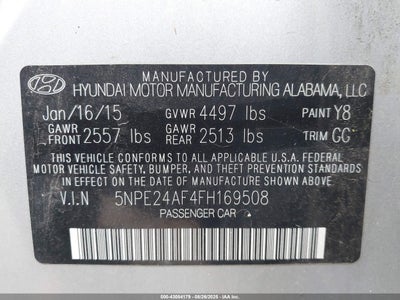 MANUFACTURED BY
HYUNDAI MOTOR MANUFACTURING ALABAMA, LLC
Jan/16/15 GVWR 4497 lbs PAINT Y8
GAWR FRONT 2557 lbs GAWR REAR 2513 lbs TRIM GC
THIS VEHICLE CONFORMS TO ALL APPLICABLE U.S.A. FEDERAL
MOTOR VEHICLE SAFETY, BUMPER, AND THEFT PREVENTION STANDARDS
IN EFFECT ON THE DATE OF MANUFACTURE SHOWN ABOVE.
V.I.N 5NPE24AF4FH169508
PASSENGER CAR